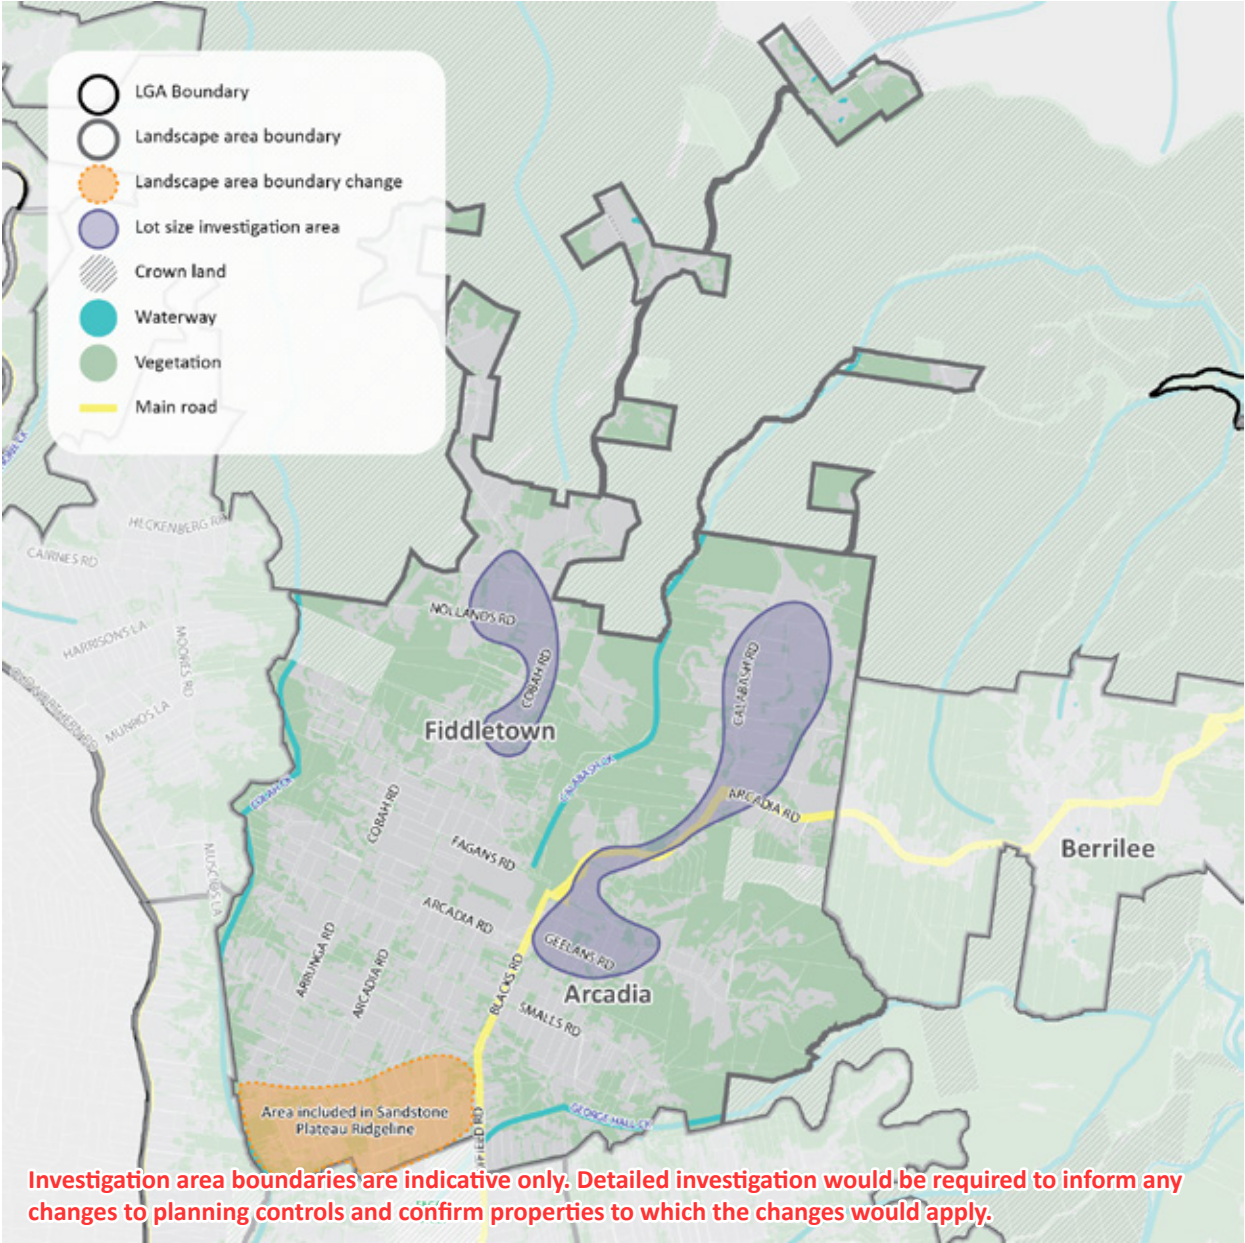 LGA Boundary
Landscape area boundary
Landscape area boundary change
Lot size investigation area
Crown land
Waterway
Vegetation
Main road
HECKENBERG RD
CAIRNES RD
HARRISONS LA
MOORES RD
MUNROS LA
NOLLANDS RD
COBAH RD
CALABASH RD
Fiddletown
CALABASH CK
COBAH CK
COBAH RD
ARCADIA RD
FAGANS RD
Berrilee
MUSCIOS LA
ARCADIA RD
GEELANS RD
ARRUNGA RD
ARCADIA RD
BLACKS RD
Arcadia
SMALLS RD
Area included in Sandstone
Plateau Ridgeline
GEORGE HALL CK
Investigation area boundaries are indicative only. Detailed investigation would be required to inform any
changes to planning controls and confirm properties to which the changes would apply.